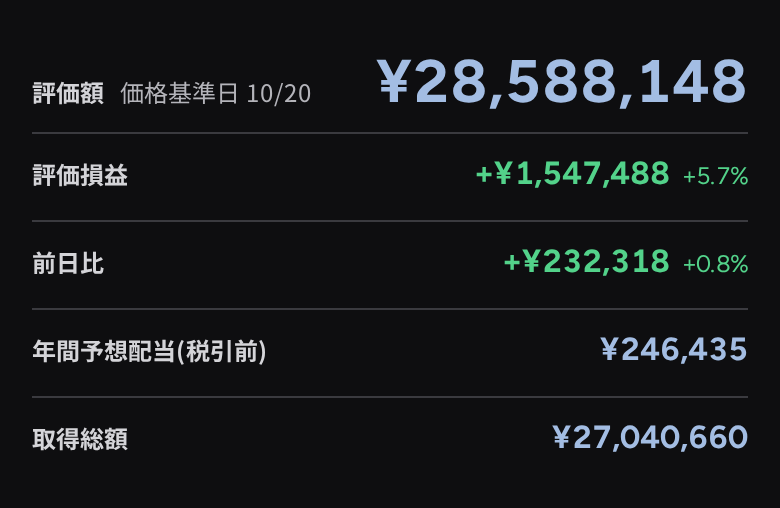 評価額 価格基準日 10/20 ¥28,588,148
評価損益 +¥1,547,488 +5.7%
前日比 +¥232,318 +0.8%
年間予想配当(税引前) ¥246,435
取得総額 ¥27,040,660